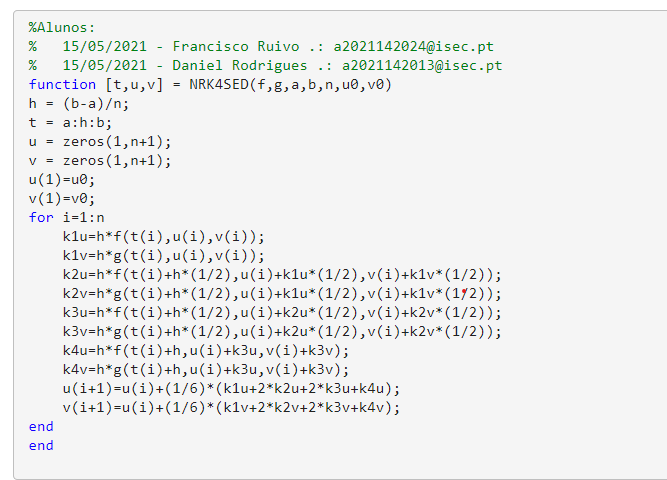 %Alunos:
%   15/05/2021 - Francisco Ruivo .: a2021142024@isec.pt
%   15/05/2021 - Daniel Rodrigues .: a2021142013@isec.pt
function [t,u,v] = NRK4SED(f,g,a,b,n,u0,v0)
h = (b-a)/n;
t = a:h:b;
u = zeros(1,n+1);
v = zeros(1,n+1);
u(1)=u0;
v(1)=v0;
for i=1:n
    k1u=h*f(t(i),u(i),v(i));
    k1v=h*g(t(i),u(i),v(i));
    k2u=h*f(t(i)+h*(1/2),u(i)+k1u*(1/2),v(i)+k1v*(1/2));
    k2v=h*g(t(i)+h*(1/2),u(i)+k1u*(1/2),v(i)+k1v*(1/2));
    k3u=h*f(t(i)+h*(1/2),u(i)+k2u*(1/2),v(i)+k2v*(1/2));
    k3v=h*g(t(i)+h*(1/2),u(i)+k2u*(1/2),v(i)+k2v*(1/2));
    k4u=h*f(t(i)+h,u(i)+k3u,v(i)+k3v);
    k4v=h*g(t(i)+h,u(i)+k3u,v(i)+k3v);
    u(i+1)=u(i)+(1/6)*(k1u+2*k2u+2*k3u+k4u);
    v(i+1)=u(i)+(1/6)*(k1v+2*k2v+2*k3v+k4v);
end
end